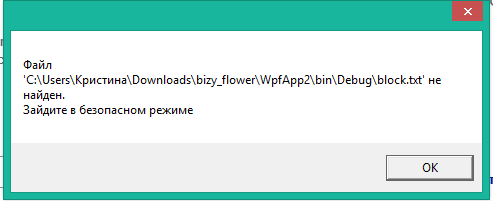 Файл
'C:\Users\Кристина\Downloads\bizy_flower\WpfApp2\bin\Debug\block.txt' не
найден.
Зайдите в безопасном режиме
OK